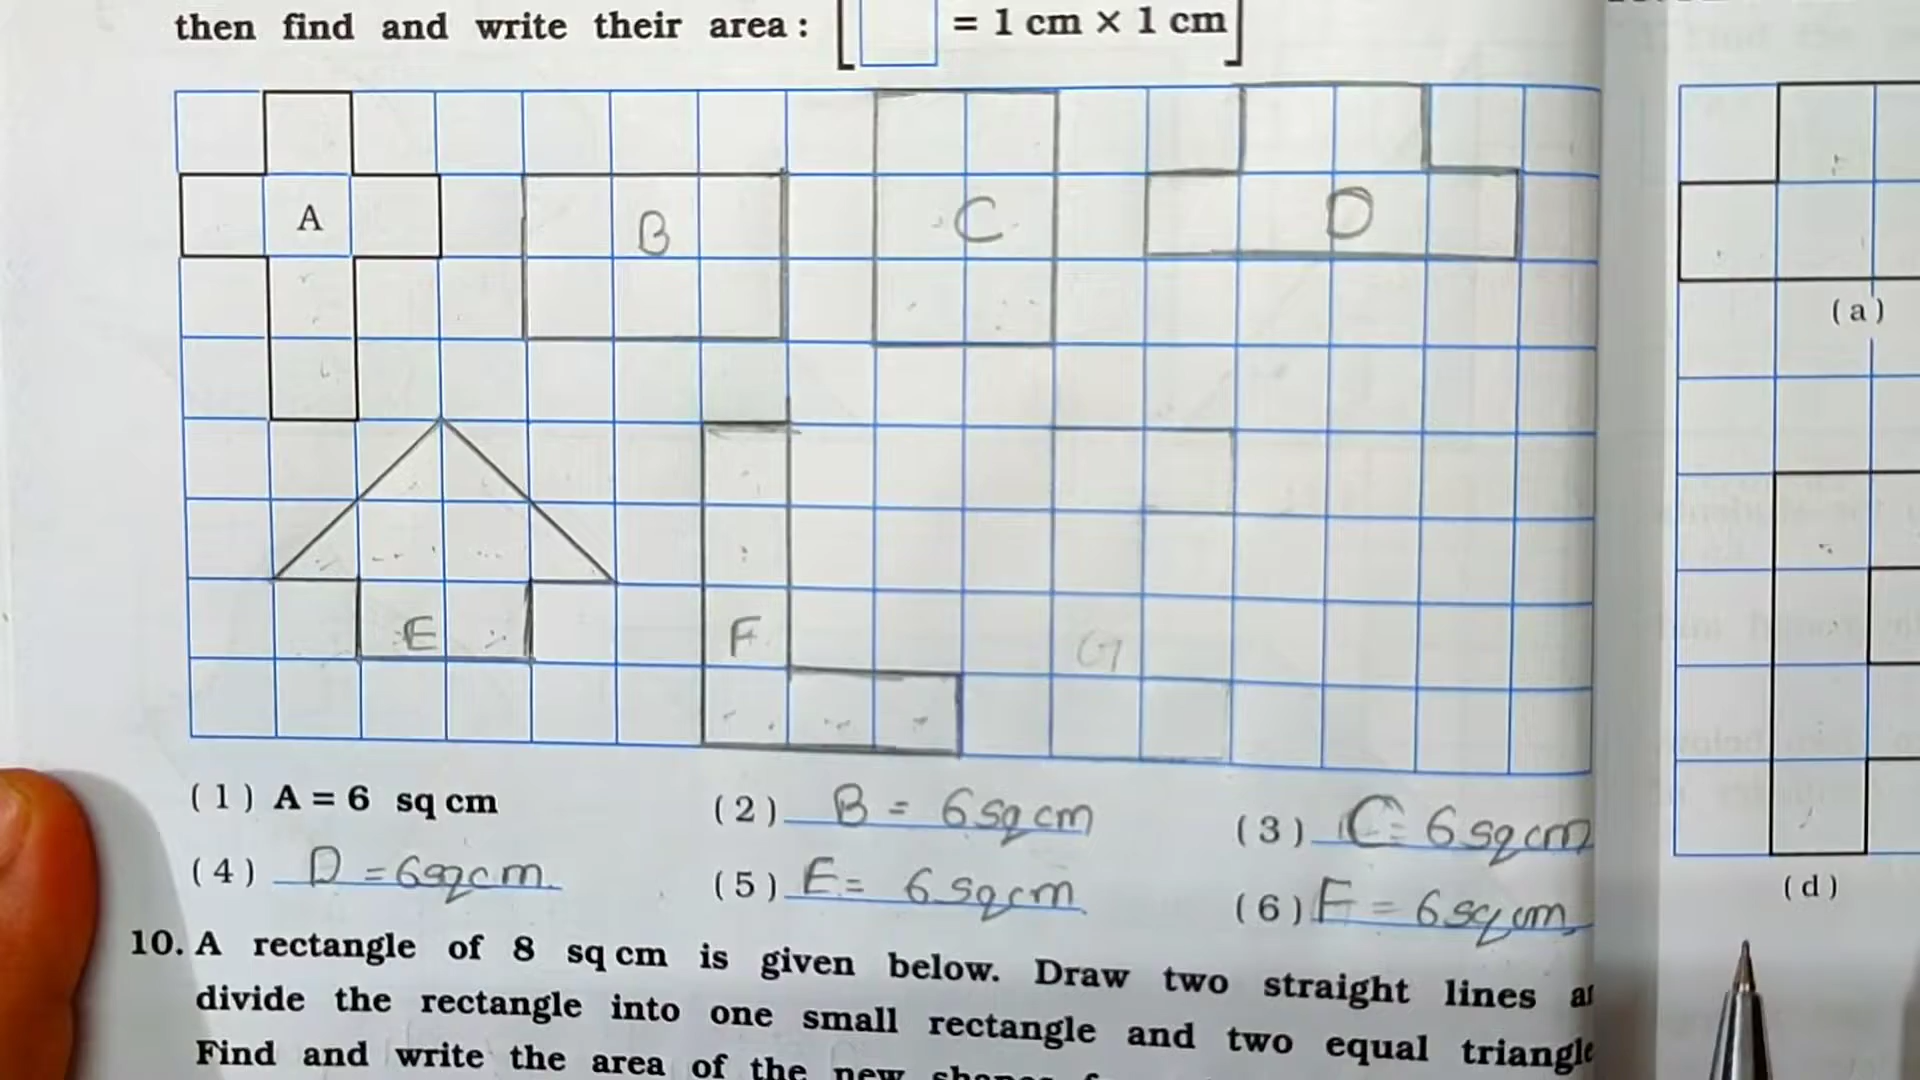 then find and write their area : [ = 1 cm × 1 cm ]
A B C D
(a)
E F G
(1) A = 6 sq cm (2) B = 6 sq cm (3) C = 6 sq cm
(4) D = 6 sq cm. (5) E = 6 sq cm (6) F = 6 sq cm
(d)
10. A rectangle of 8 sq cm is given below. Draw two straight lines
divide the rectangle into one small rectangle and two equal triangle
Find and write the area of the new